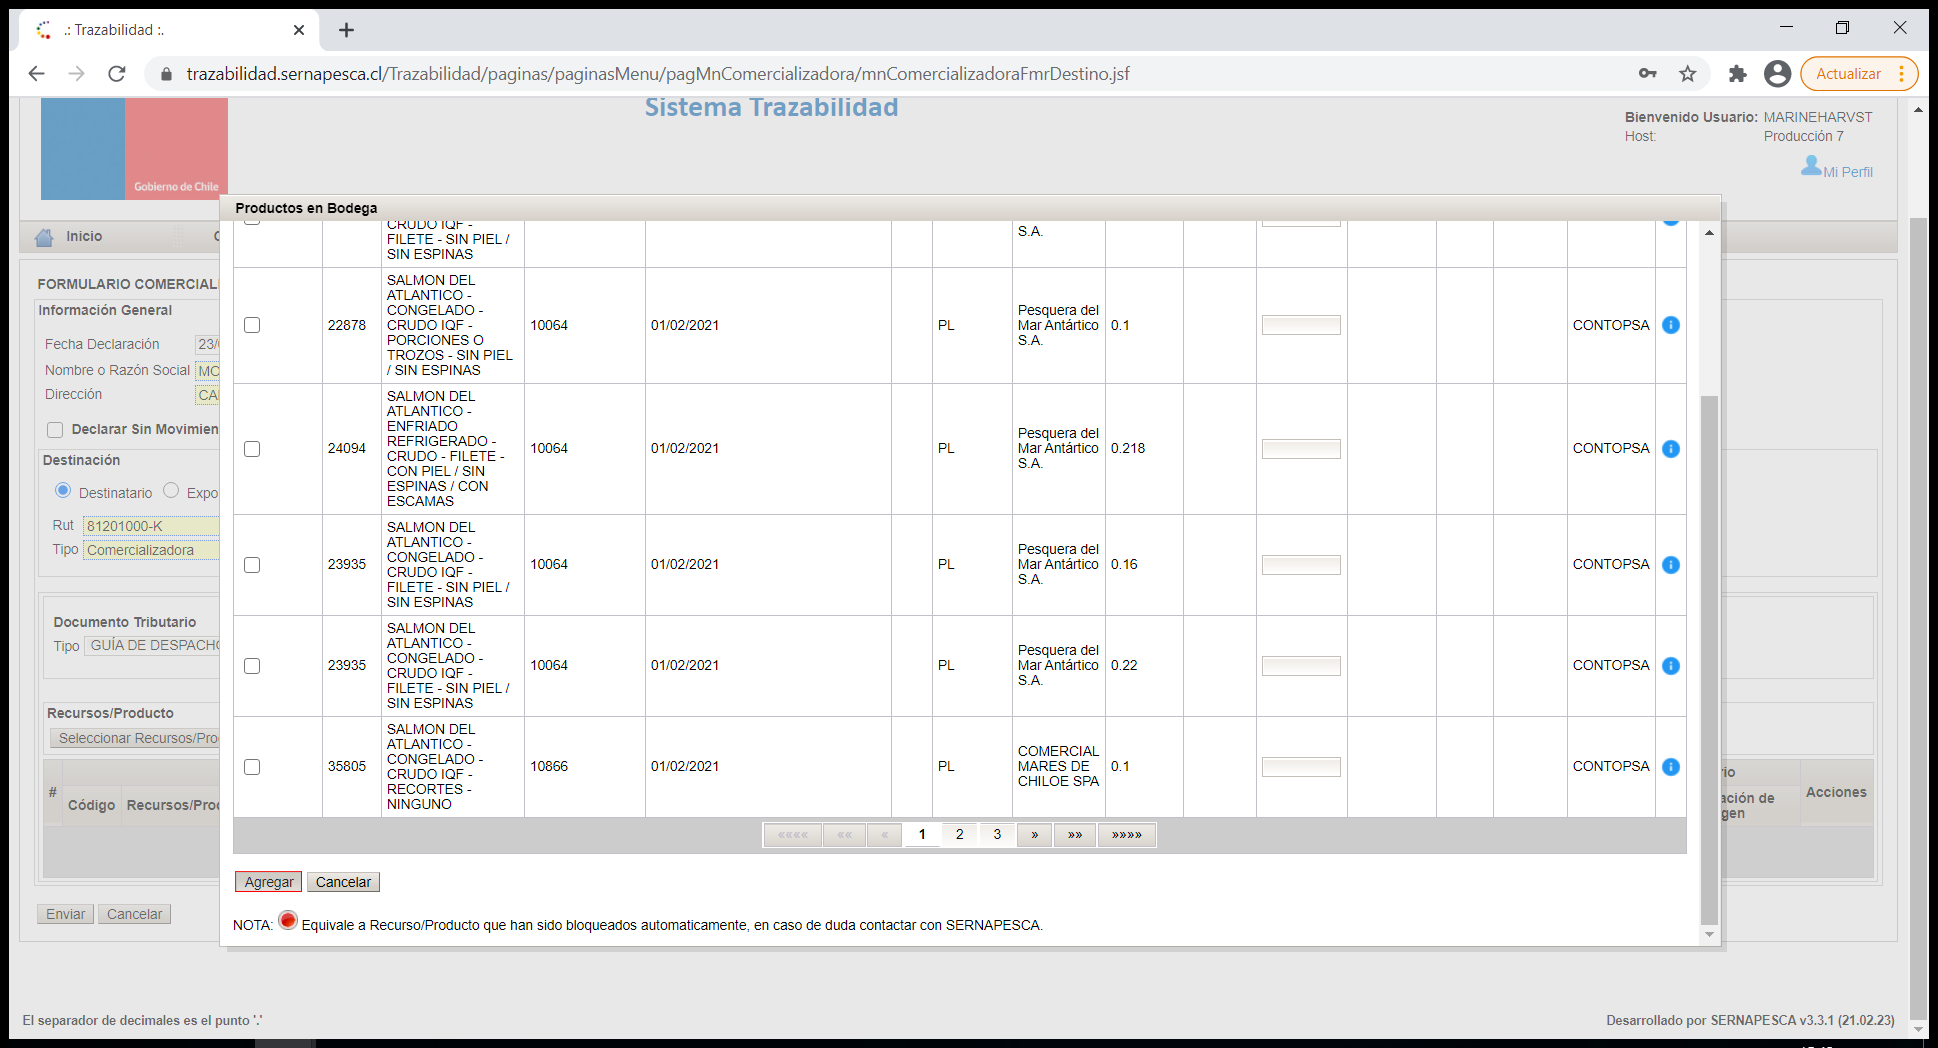 .: Trazabilidad :.
trazabilidad.sernapesca.cl/Trazabilidad/paginas/paginasMenu/pagMnComercializadora/mnComercializadoraFmrDestino.jsf
Actualizar
Sistema Trazabilidad
Bienvenido Usuario: MARINEHARVST
Host: Producción 7
Mi Perfil
Gobierno de Chile
Inicio
FORMULARIO COMERCIALI
Información General
Fecha Declaración 23/
Nombre o Razón Social MO
Dirección CA
Declarar Sin Movimien
Destinación
Destinatario Expo
Rut 81201000-K
Tipo Comercializadora
Documento Tributario
Tipo GUÍA DE DESPACHO
Recursos/Producto
Seleccionar Recursos/Pro
# Código Recursos/Proc
Enviar Cancelar
Productos en Bodega
CRUDO IQF -
FILETE - SIN PIEL /
SIN ESPINAS
S.A.
22878
SALMON DEL
ATLANTICO -
CONGELADO -
CRUDO IQF -
PORCIONES O
TROZOS - SIN PIEL
/ SIN ESPINAS
10064 01/02/2021 PL
Pesquera del
Mar Antártico
S.A.
0.1 CONTOPSA
24094
SALMON DEL
ATLANTICO -
ENFRIADO
REFRIGERADO -
CRUDO - FILETE -
CON PIEL / SIN
ESPINAS / CON
ESCAMAS
10064 01/02/2021 PL
Pesquera del
Mar Antártico
S.A.
0.218 CONTOPSA
23935
SALMON DEL
ATLANTICO -
CONGELADO -
CRUDO IQF -
FILETE - SIN PIEL /
SIN ESPINAS
10064 01/02/2021 PL
Pesquera del
Mar Antártico
S.A.
0.16 CONTOPSA
23935
SALMON DEL
ATLANTICO -
CONGELADO -
CRUDO IQF -
FILETE - SIN PIEL /
SIN ESPINAS
10064 01/02/2021 PL
Pesquera del
Mar Antártico
S.A.
0.22 CONTOPSA
35805
SALMON DEL
ATLANTICO -
CONGELADO -
CRUDO IQF -
RECORTES -
NINGUNO
10866 01/02/2021 PL
COMERCIAL
MARES DE
CHILOE SPA
0.1 CONTOPSA
«««« «« « 1 2 3 » »» »»»»
Agregar Cancelar
NOTA: Equivale a Recurso/Producto que han sido bloqueados automaticamente, en caso de duda contactar con SERNAPESCA.
io
ación de
gen
Acciones
El separador de decimales es el punto '.'
Desarrollado por SERNAPESCA v3.3.1 (21.02.23)